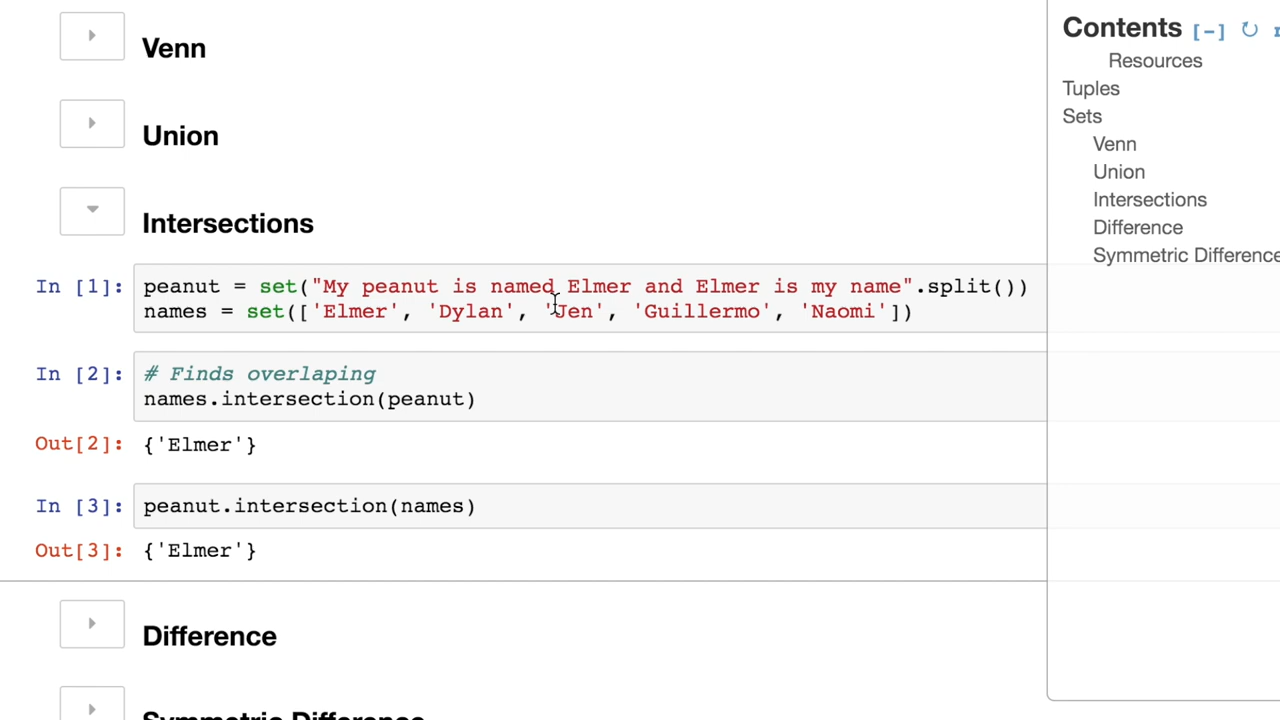 Venn
Union
Intersections
In [1]: peanut = set("My peanut is named Elmer and Elmer is my name".split())
names = set(['Elmer', 'Dylan', 'Jen', 'Guillermo', 'Naomi'])
In [2]: # Finds overlaping
names.intersection(peanut)
Out[2]: {'Elmer'}
In [3]: peanut.intersection(names)
Out[3]: {'Elmer'}
Difference
Symmetric Difference
Contents [-]
Resources
Tuples
Sets
Venn
Union
Intersections
Difference
Symmetric Difference